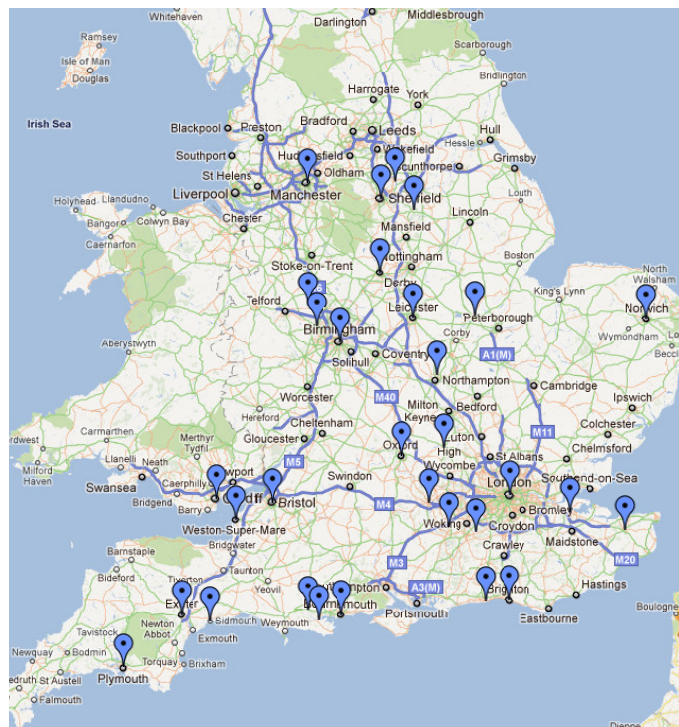 Whitehaven
Darlington
Middlesbrough
Ramsey
Isle of Man
Douglas
Scarborough
Bridlington
Harrogate
York
Irish Sea
Blackpool
Preston
Bradford
Leeds
Hull
Hessle
Southport
Oldham
Grimsby
St Helens
Liverpool
Manchester
Sheffield
Louth
Holyhead
Llandudno
Bangor
Colwyn Bay
Chester
Lincoln
Caernarfon
Mansfield
Stoke-on-Trent
Nottingham
Boston
Derby
North
Walsham
Telford
King's Lynn
Norwich
Leicester
Peterborough
Wymondham
Birmingham
Corby
Aberystwyth
Solihull
Coventry
A1(M)
Northampton
Cambridge
Worcester
M40
Milton
Keynes
Bedford
Ipswich
Hereford
Cheltenham
M11
Colchester
Carmarthen
Merthyr
Tydfil
Gloucester
Oxford
Luton
Llanelli
Neath
M5
High
Wycombe
St Albans
Chelmsford
Milford
Haven
Swansea
Caerphilly
Swindon
London
Southend-on-Sea
Bridgend
Barry
Bristol
M4
Bromley
Weston-Super-Mare
Woking
Croydon
Maidstone
Bridgwater
M3
Crawley
M20
Barnstaple
Taunton
Bideford
Tiverton
Yeovil
A3(M)
Hastings
Exeter
Sidmouth
Bournemouth
Portsmouth
Brighton
Boulogne
Tavistock
Newton
Abbot
Exmouth
Weymouth
Eastbourne
Newquay
Bodmin
Torquay
Brixham
St Austell
Plymouth
Falmouth
Dieppe